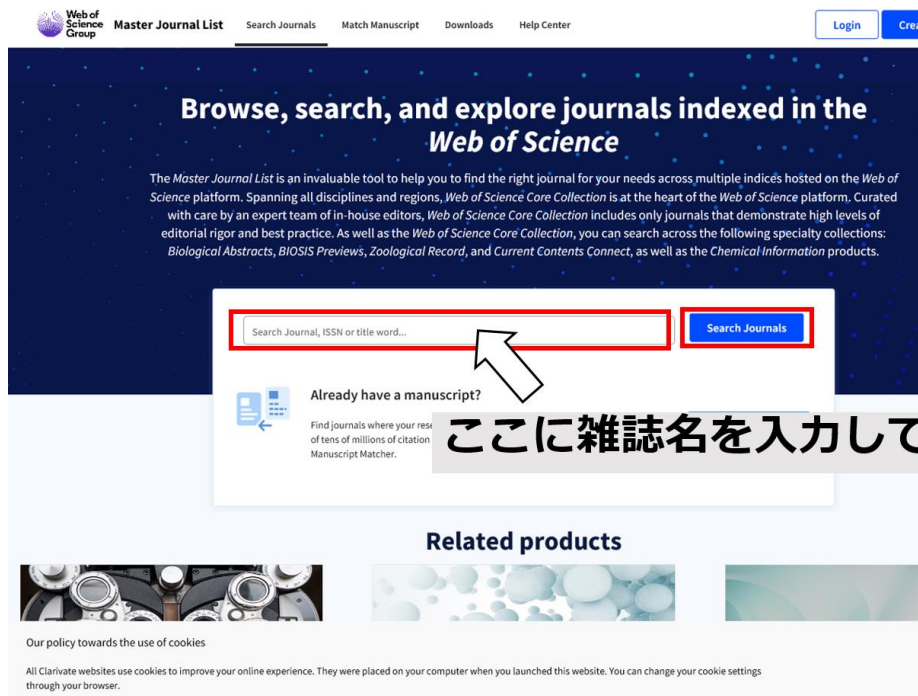 Web of
Science
Group
Master Journal List
Search Journals
Match Manuscript
Downloads
Help Center
Login
Browse, search, and explore journals indexed in the
Web of Science
The Master Journal List is an invaluable tool to help you to find the right journal for your needs across multiple indices hosted on the Web of
Science platform. Spanning all disciplines and regions, Web of Science Core Collection is at the heart of the Web of Science platform. Curated
with care by an expert team of in-house editors, Web of Science Core Collection includes only journals that demonstrate high levels of
editorial rigor and best practice. As well as the Web of Science Core Collection, you can search across the following specialty collections:
Biological Abstracts, BIOSIS Previews, Zoological Record, and Current Contents Connect, as well as the Chemical Information products.
Search Journal, ISSN or title word...
Search Journals
Already have a manuscript?
Find journals where your
of tens of millions of citation
Manuscript Matcher.
ここに雑誌名を入力して
Related products
Our policy towards the use of cookies
All Clarivate websites use cookies to improve your online experience. They were placed on your computer when you launched this website. You can change your cookie settings
through your browser.